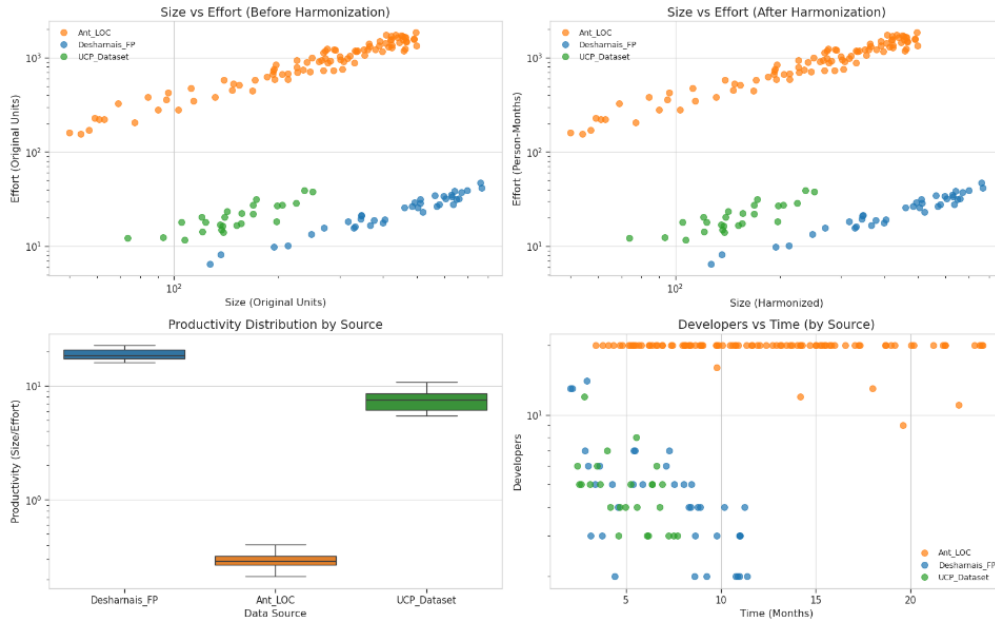 Size vs Effort (Before Harmonization)
Ant_LOC
Desharnais_FP
UCP_Dataset
10³
10²
10¹
Effort (Original Units)
10²
Size (Original Units)
Size vs Effort (After Harmonization)
Ant_LOC
Desharnais_FP
UCP_Dataset
10³
10²
10¹
Effort (Person-Months)
10²
Size (Harmonized)
Productivity Distribution by Source
10¹
10⁰
Productivity (Size/Effort)
Desharnais_FP
Ant_LOC
UCP_Dataset
Data Source
Developers vs Time (by Source)
10¹
Developers
Ant_LOC
Desharnais_FP
UCP_Dataset
5
10
15
20
Time (Months)